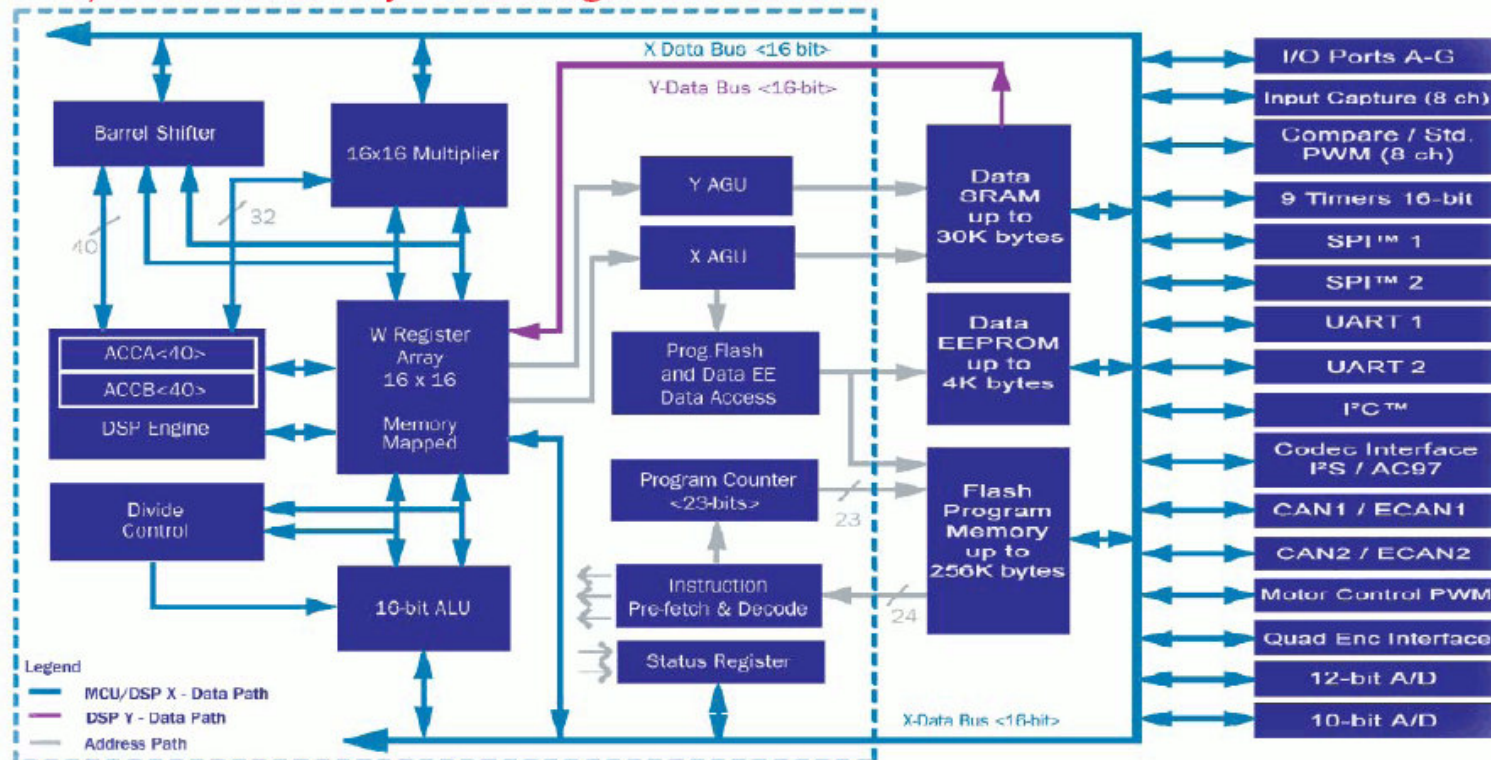 X Data Bus <16 bit>
Y-Data Bus <16-bit>
Barrel Shifter
16x16 Multiplier
40
32
Y AGU
X AGU
Data
SRAM
up to
30K bytes
ACCA<40>
ACCB<40>
DSP Engine
W Register
Array
16 x 16
Memory
Mapped
Prog.Flash
and Data EE
Data Access
Data
EEPROM
up to
4K bytes
Divide
Control
Program Counter
<23-bits>
23
Flash
Program
Memory
up to
256K bytes
16-bit ALU
Instruction
Pre-fetch & Decode
24
Status Register
X-Data Bus <16-bit>
Legend
MCU/DSP X - Data Path
DSP Y - Data Path
Address Path
I/O Ports A-G
Input Capture (8 ch)
Compare / Std.
PWM (8 ch)
9 Timers 16-bit
SPI™ 1
SPI™ 2
UART 1
UART 2
I²C™
Codec Interface
I²S / AC97
CAN1 / ECAN1
CAN2 / ECAN2
Motor Control PWM
Quad Enc Interface
12-bit A/D
10-bit A/D